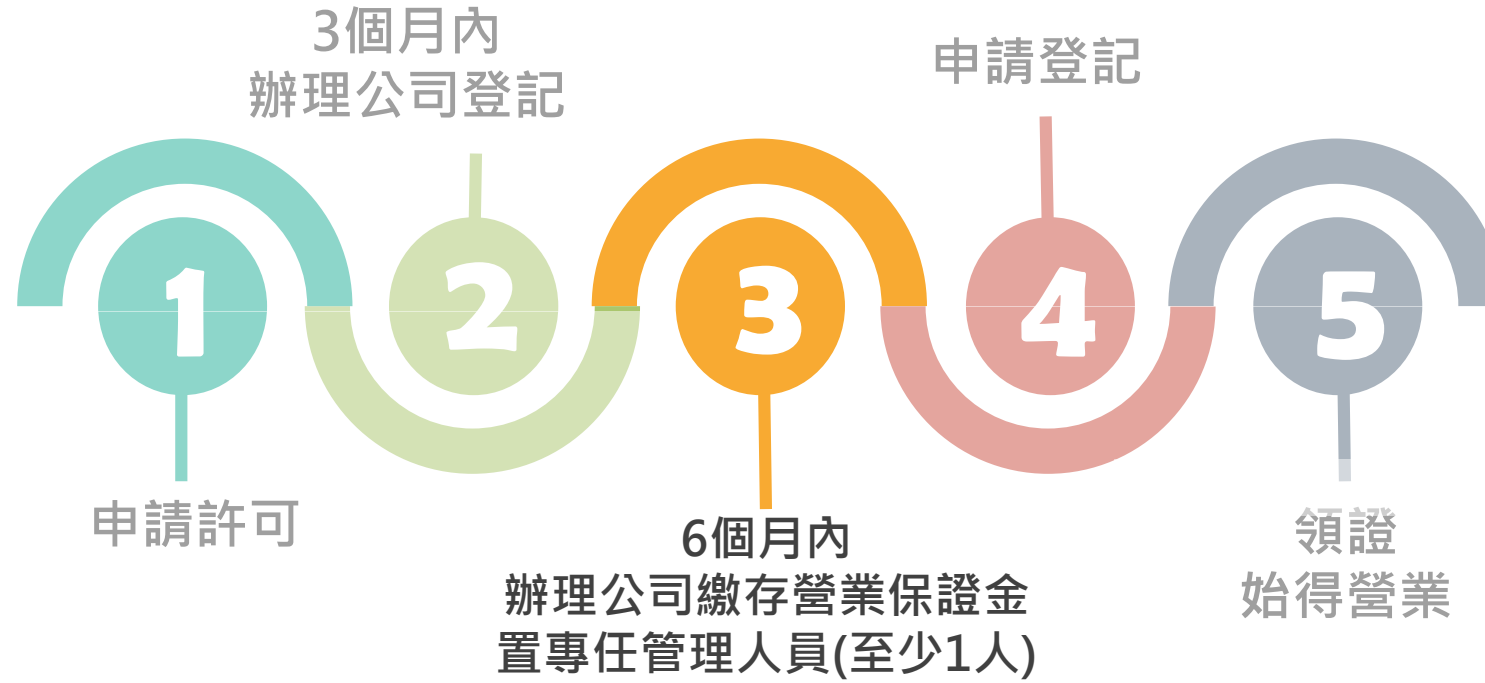 3個月內
辦理公司登記
申請登記
1
2
3
4
5
申請許可
6個月內
辦理公司繳存營業保證金
置專任管理人員(至少1人)
領證
始得營業